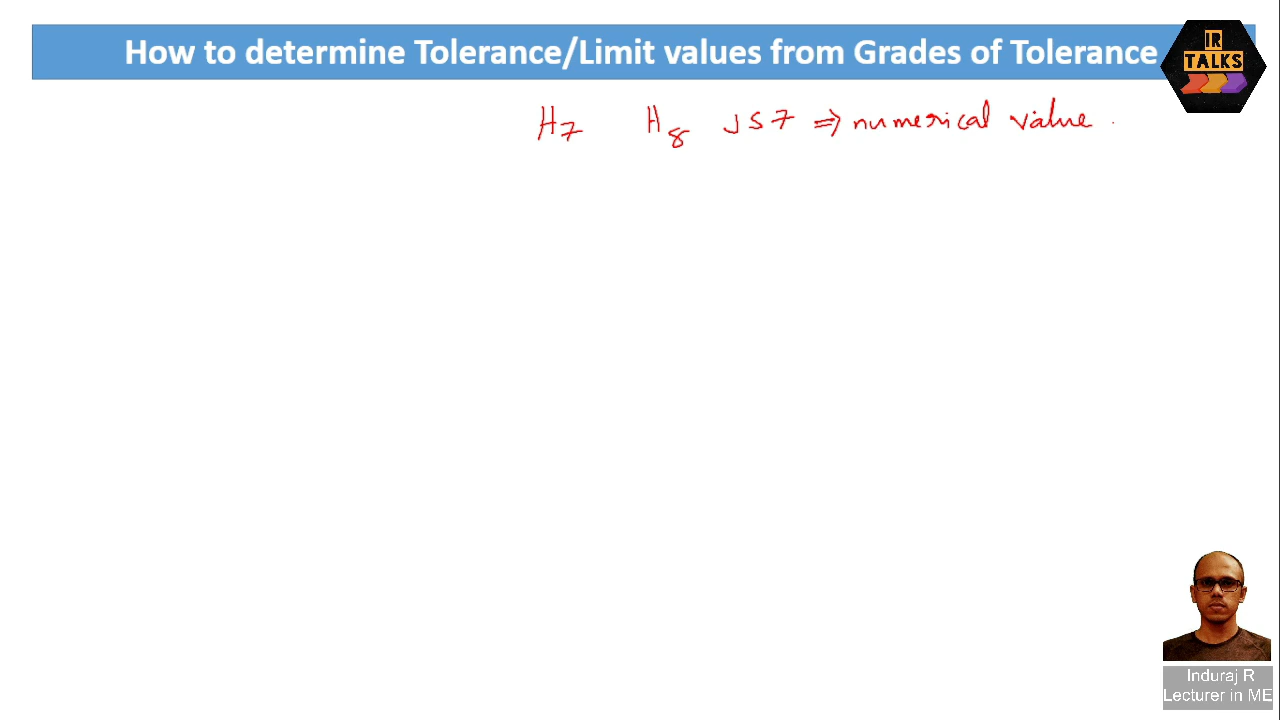 How to determine Tolerance/Limit values from Grades of Tolerance
IR
TALKS
H7 H8 JS7 ⇒ numerical value
Induraj R
Lecturer in ME